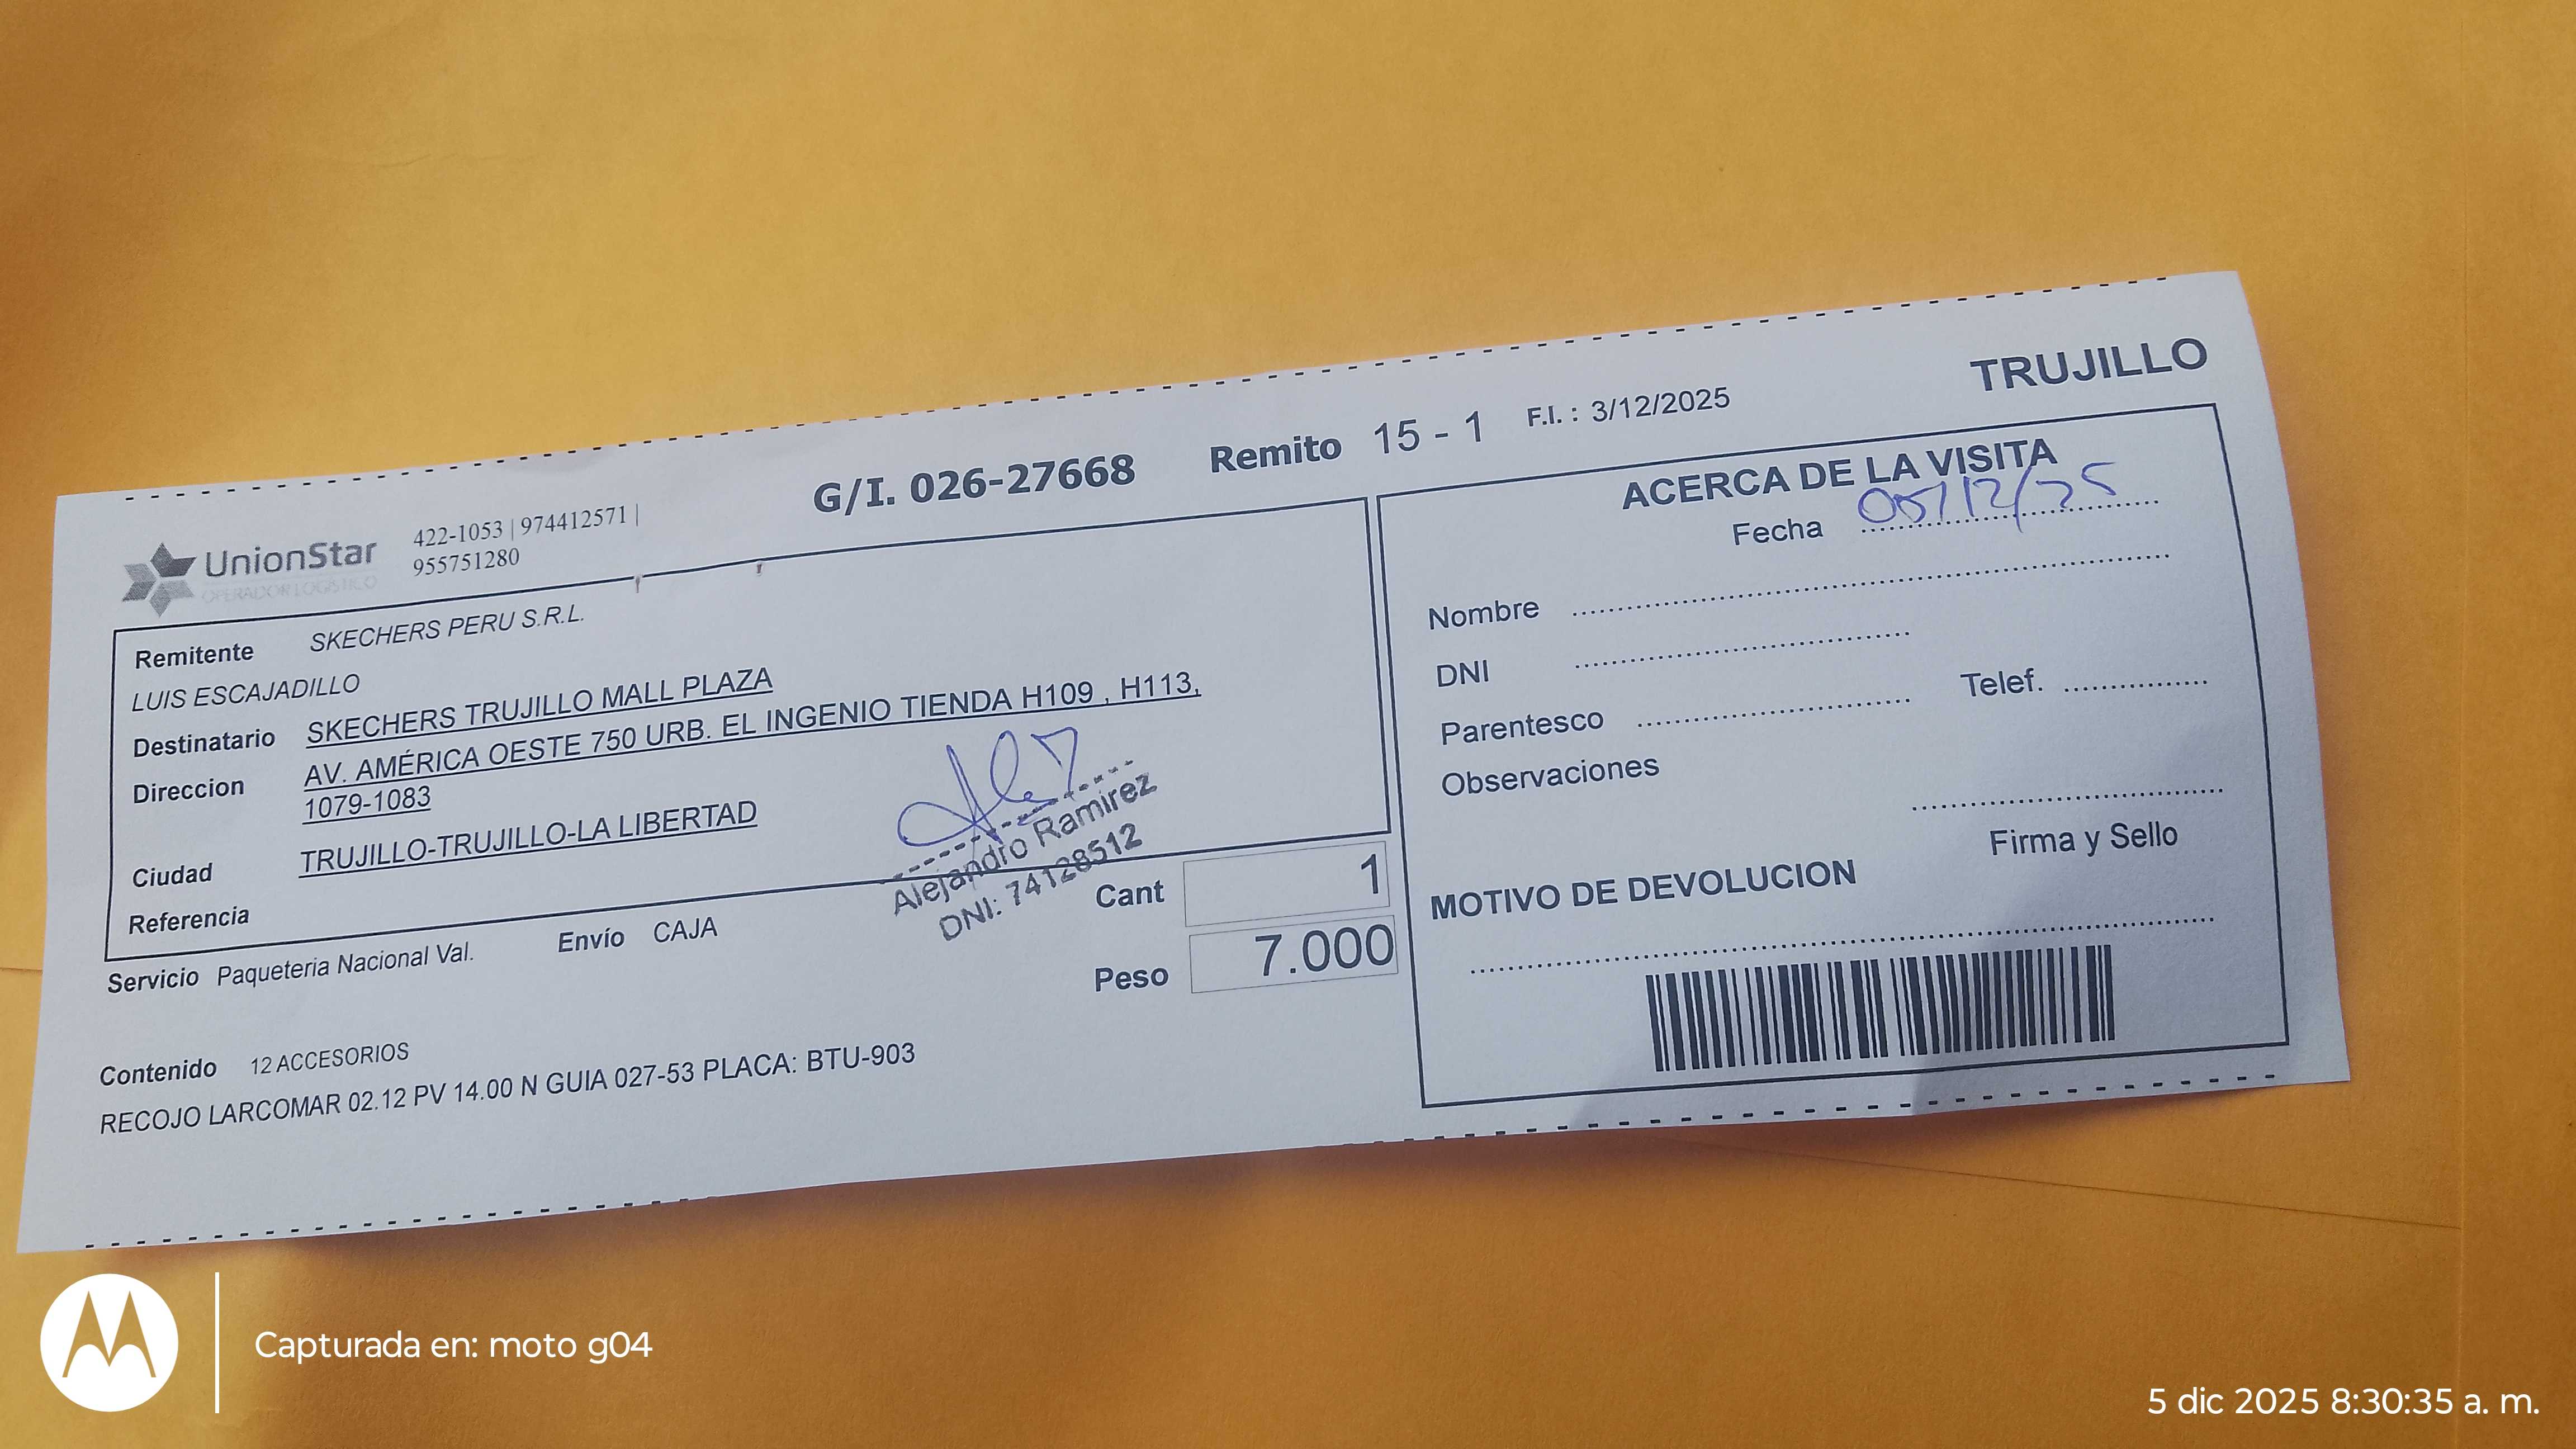 TRUJILLO
G/I. 026-27668 Remito 15 - 1 F.I. : 3/12/2025
UnionStar
OPERADOR LOGISTICO
422-1053 | 974412571 |
955751280
Remitente SKECHERS PERU S.R.L.
LUIS ESCAJADILLO
Destinatario SKECHERS TRUJILLO MALL PLAZA
Direccion AV. AMÉRICA OESTE 750 URB. EL INGENIO TIENDA H109 , H113,
1079-1083
Ciudad TRUJILLO-TRUJILLO-LA LIBERTAD
Referencia
Alejandro Ramirez
DNI: 74128512
Servicio Paqueteria Nacional Val. Envío CAJA
Cant 1
Peso 7.000
Contenido 12 ACCESORIOS
RECOJO LARCOMAR 02.12 PV 14.00 N GUIA 027-53 PLACA: BTU-903
ACERCA DE LA VISITA
Fecha 05/12/25
Nombre
DNI
Parentesco Telef.
Observaciones
Firma y Sello
MOTIVO DE DEVOLUCION
Capturada en: moto g04
5 dic 2025 8:30:35 a. m.